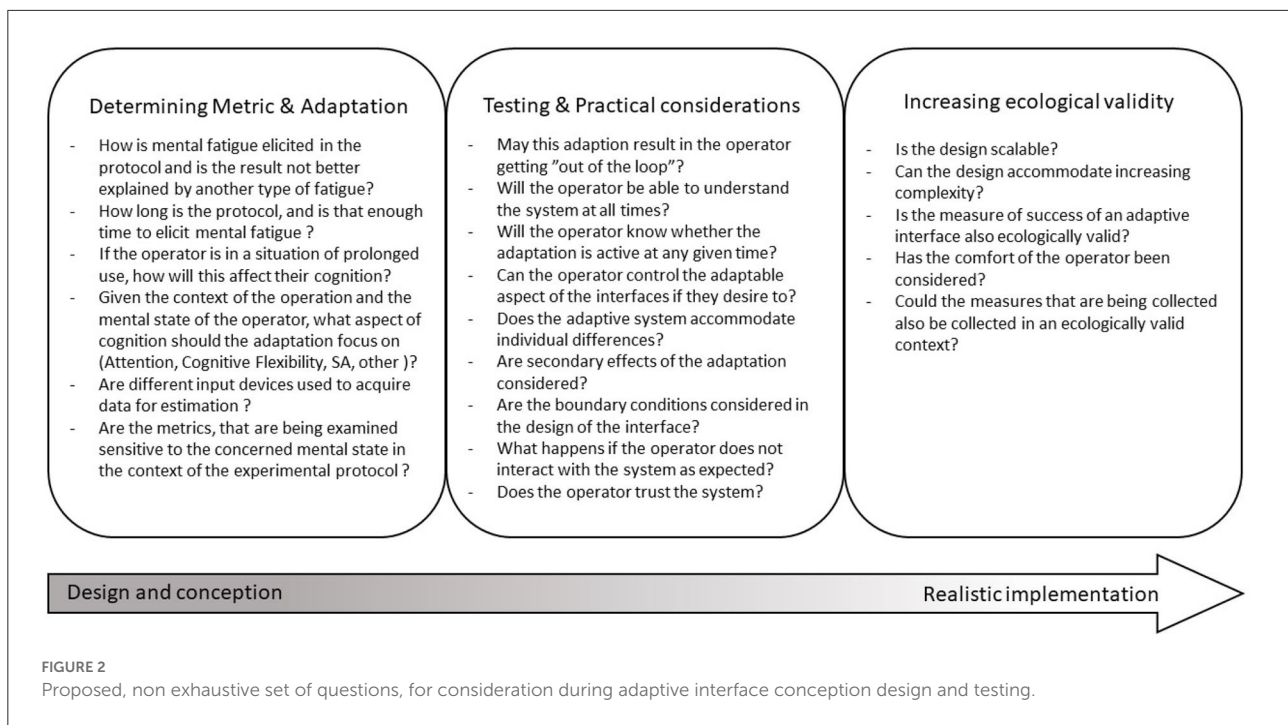 Determining Metric & Adaptation
- How is mental fatigue elicited in the
protocol and is the result not better
explained by another type of fatigue?
- How long is the protocol, and is that enough
time to elicit mental fatigue ?
- If the operator is in a situation of prolonged
use, how will this affect their cognition?
- Given the context of the operation and the
mental state of the operator, what aspect of
cognition should the adaptation focus on
(Attention, Cognitive Flexibility, SA, other )?
- Are different input devices used to acquire
data for estimation ?
- Are the metrics, that are being examined
sensitive to the concerned mental state in
the context of the experimental protocol ?
Testing & Practical considerations
- May this adaption result in the operator
getting ”out of the loop”?
- Will the operator be able to understand
the system at all times?
- Will the operator know whether the
adaptation is active at any given time?
- Can the operator control the adaptable
aspect of the interfaces if they desire to?
- Does the adaptive system accommodate
individual differences?
- Are secondary effects of the adaptation
considered?
- Are the boundary conditions considered in
the design of the interface?
- What happens if the operator does not
interact with the system as expected?
- Does the operator trust the system?
Increasing ecological validity
- Is the design scalable?
- Can the design accommodate increasing
complexity?
- Is the measure of success of an adaptive
interface also ecologically valid?
- Has the comfort of the operator been
considered?
- Could the measures that are being collected
also be collected in an ecologically valid
context?
Design and conception
Realistic implementation
FIGURE 2
Proposed, non exhaustive set of questions, for consideration during adaptive interface conception design and testing.